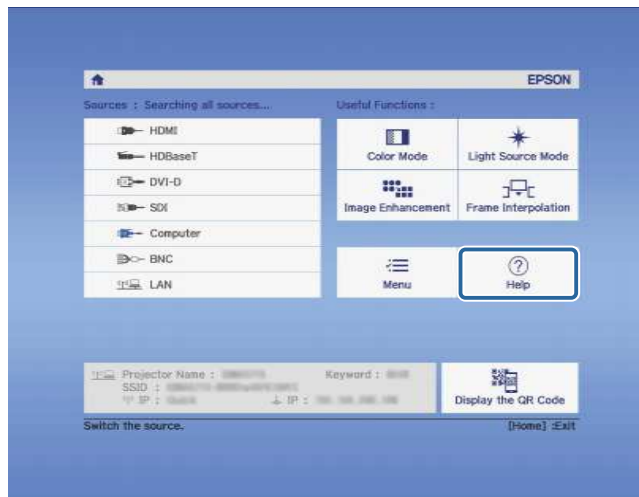 EPSON
Sources : Searching all sources...
HDMI
HDBaseT
DVI-D
SDI
Computer
BNC
LAN
Useful Functions :
Color Mode
Light Source Mode
Image Enhancement
Frame Interpolation
Menu
Help
Projector Name :
Keyword :
SSID :
IP :
IP :
Display the QR Code
Switch the source.
[Home] :Exit